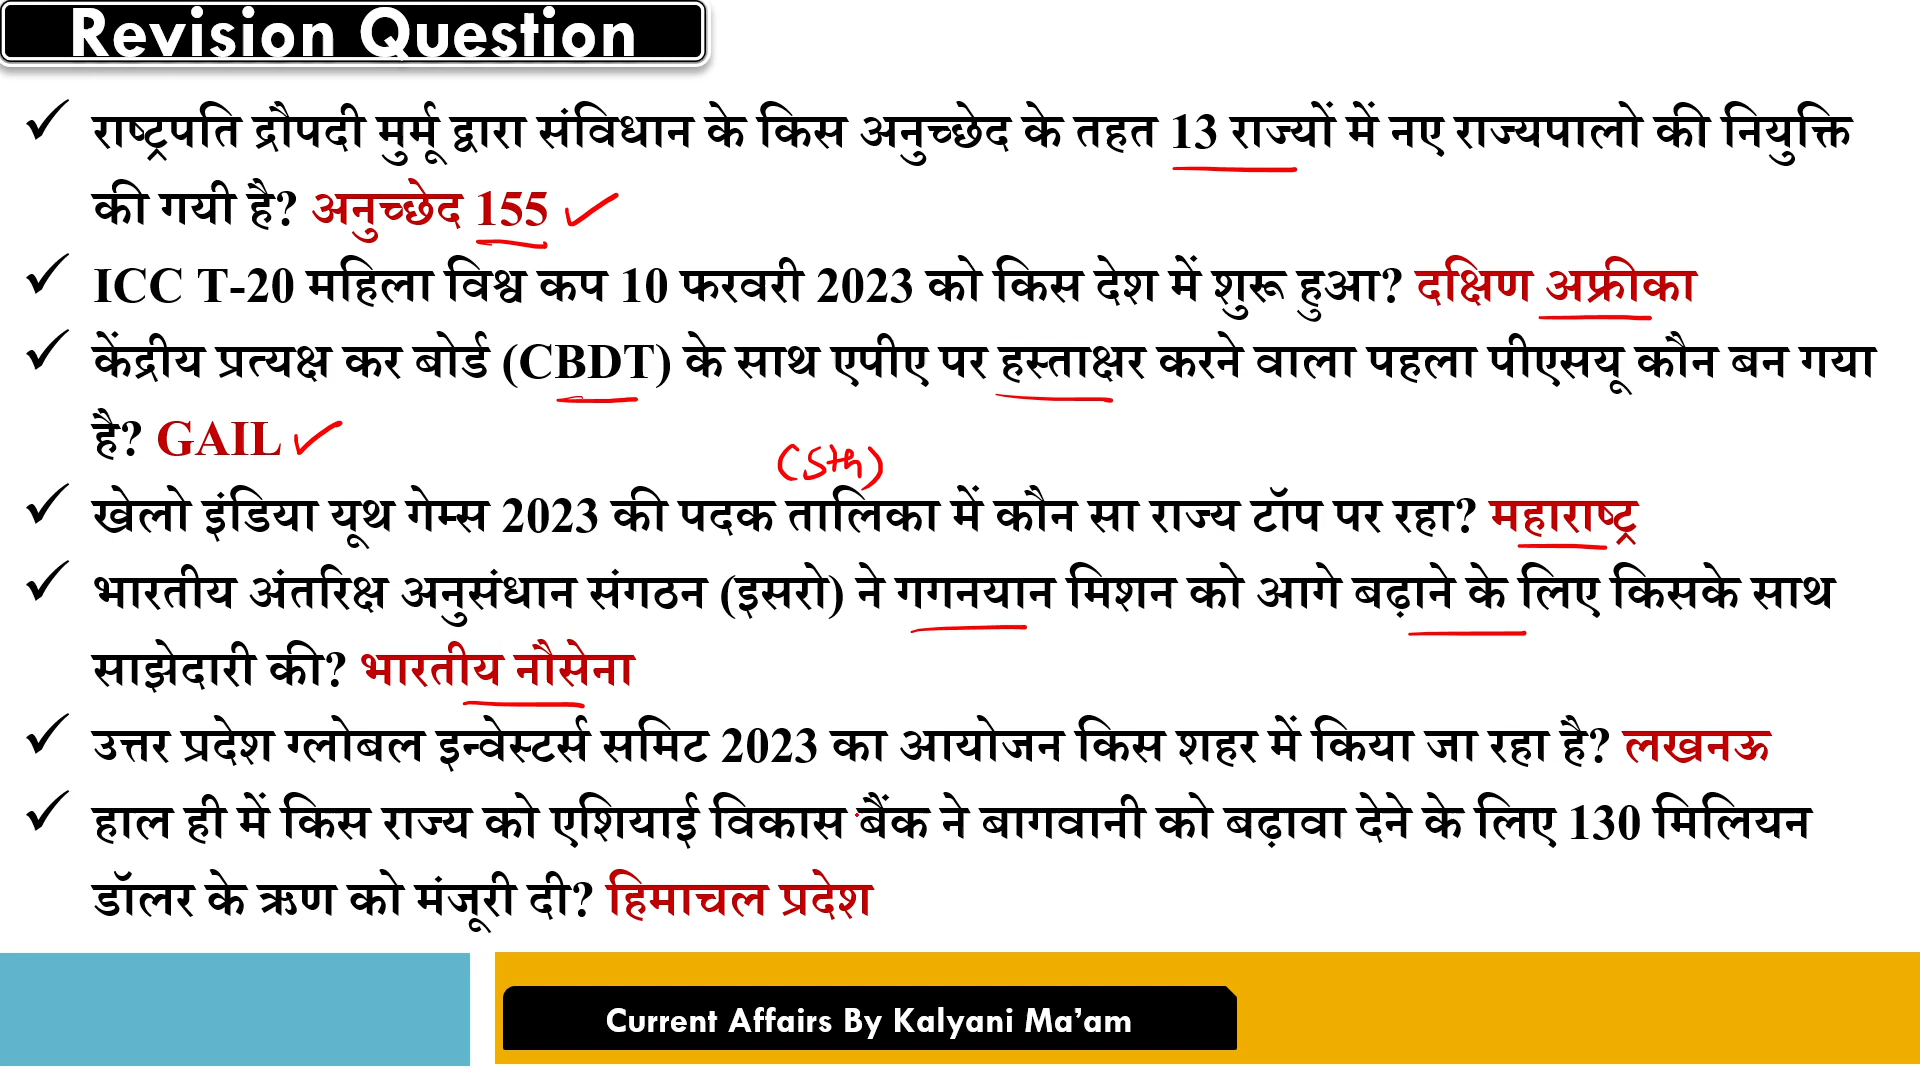 Revision Question
राष्ट्रपति द्रौपदी मुर्मू द्वारा संविधान के किस अनुच्छेद के तहत 13 राज्यों में नए राज्यपालो की नियुक्ति
की गयी है? अनुच्छेद 155
ICC T-20 महिला विश्व कप 10 फरवरी 2023 को किस देश में शुरू हुआ? दक्षिण अफ्रीका
केंद्रीय प्रत्यक्ष कर बोर्ड (CBDT) के साथ एपीए पर हस्ताक्षर करने वाला पहला पीएसयू कौन बन गया
है? GAIL
(5th)
खेलो इंडिया यूथ गेम्स 2023 की पदक तालिका में कौन सा राज्य टॉप पर रहा? महाराष्ट्र
भारतीय अंतरिक्ष अनुसंधान संगठन (इसरो) ने गगनयान मिशन को आगे बढ़ाने के लिए किसके साथ
साझेदारी की? भारतीय नौसेना
उत्तर प्रदेश ग्लोबल इन्वेस्टर्स समिट 2023 का आयोजन किस शहर में किया जा रहा है? लखनऊ
हाल ही में किस राज्य को एशियाई विकास बैंक ने बागवानी को बढ़ावा देने के लिए 130 मिलियन
डॉलर के ऋण को मंजूरी दी? हिमाचल प्रदेश
Current Affairs By Kalyani Ma’am